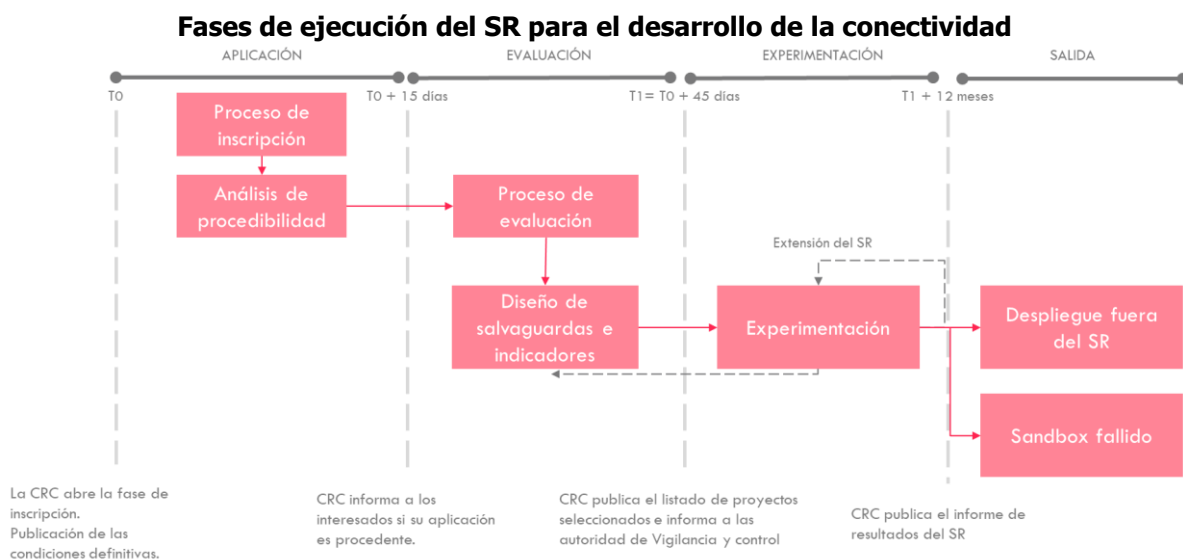 Fases de ejecución del SR para el desarrollo de la conectividad
APLICACIÓN
EVALUACIÓN
EXPERIMENTACIÓN
SALIDA
T0
T0 + 15 días
T1= T0 + 45 días
T1 + 12 meses
Proceso de
inscripción
Análisis de
procedibilidad
Proceso de
evaluación
Extensión del SR
Diseño de
salvaguardas e
indicadores
Experimentación
Despliegue fuera
del SR
Sandbox fallido
La CRC abre la fase de
inscripción.
Publicación de las
condiciones definitivas.
CRC informa a los
interesados si su aplicación
es procedente.
CRC publica el listado de proyectos
seleccionados e informa a las
autoridad de Vigilancia y control
CRC publica el informe de
resultados del SR